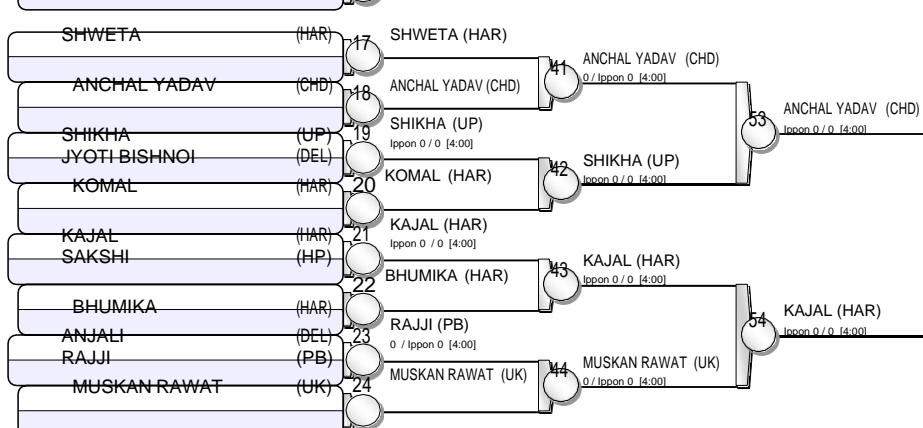 SHWETA (HAR) 17 SHWETA (HAR)
41 ANCHAL YADAV (CHD)
0 / Ippon 0 [4:00]
ANCHAL YADAV (CHD) 18 ANCHAL YADAV (CHD)
53 ANCHAL YADAV (CHD)
Ippon 0 / 0 [4:00]
SHIKHA (UP) 19 SHIKHA (UP)
Ippon 0 / 0 [4:00]
JYOTI BISHNOI (DEL)
42 SHIKHA (UP)
Ippon 0 / 0 [4:00]
KOMAL (HAR) 20 KOMAL (HAR)
KAJAL (HAR) 21 KAJAL (HAR)
Ippon 0 / 0 [4:00]
SAKSHI (HP)
43 KAJAL (HAR)
Ippon 0 / 0 [4:00]
22 BHUMIKA (HAR)
BHUMIKA (HAR)
54 KAJAL (HAR)
Ippon 0 / 0 [4:00]
ANJALI (DEL) 23 RAJJI (PB)
0 / Ippon 0 [4:00]
RAJJI (PB)
44 MUSKAN RAWAT (UK)
0 / Ippon 0 [4:00]
MUSKAN RAWAT (UK) 24 MUSKAN RAWAT (UK)